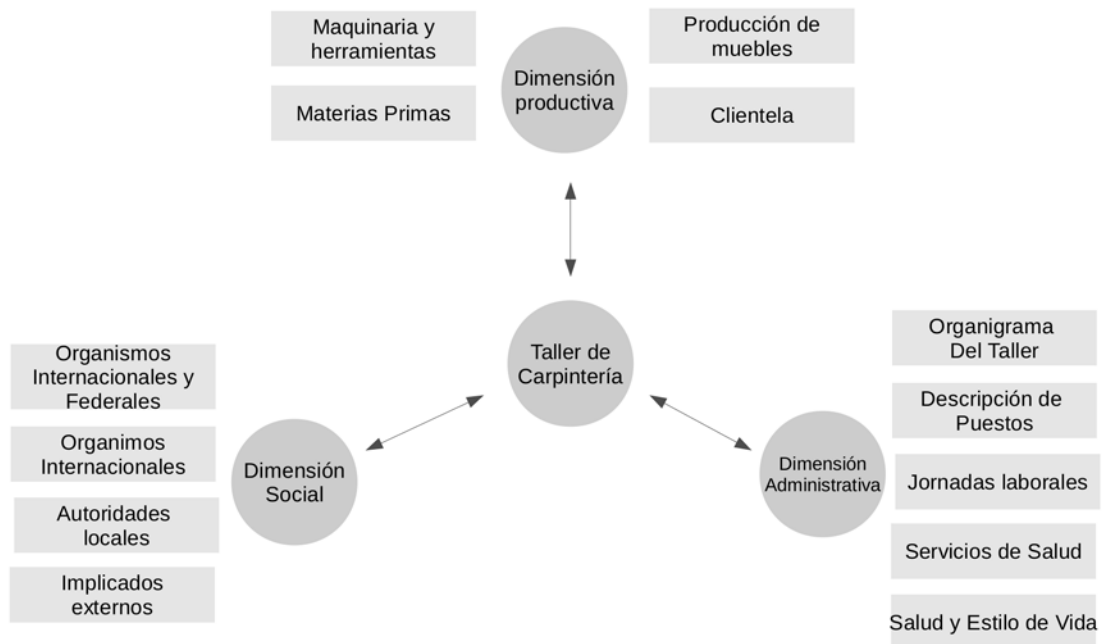 Maquinaria y
herramientas
Materias Primas
Dimensión
productiva
Producción de
muebles
Clientela
Taller de
Carpintería
Organismos
Internacionales y
Federales
Organimos
Internacionales
Autoridades
locales
Implicados
externos
Dimensión
Social
Dimensión
Administrativa
Organigrama
Del Taller
Descripción de
Puestos
Jornadas laborales
Servicios de Salud
Salud y Estilo de Vida